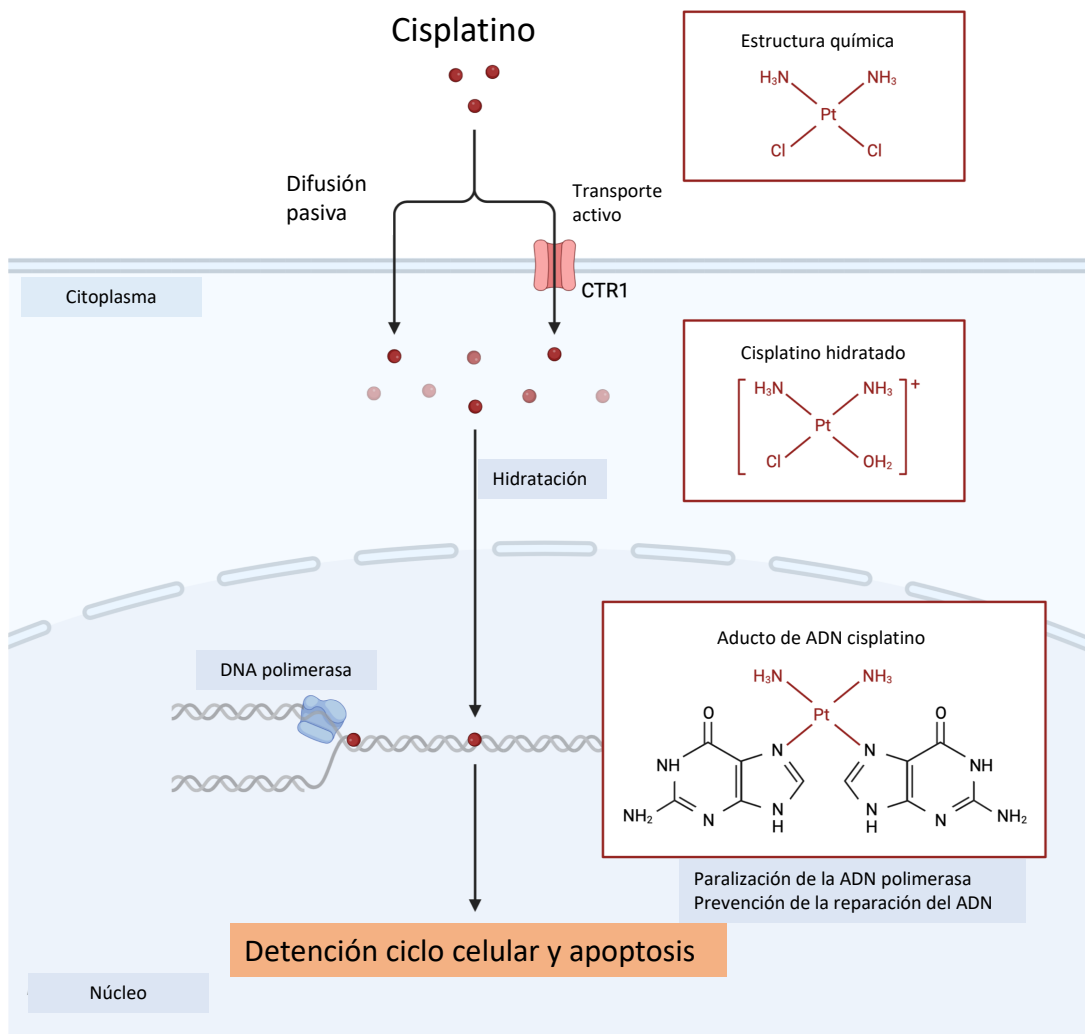 Cisplatino
Estructura química
H₃N
NH₃
Pt
Cl
Cl
Difusión
pasiva
Transporte
activo
CTR1
Citoplasma
Cisplatino hidratado
H₃N
NH₃
+
Pt
Cl
OH₂
Hidratación
Aducto de ADN cisplatino
H₃N
NH₃
Pt
DNA polimerasa
O
O
N
N
NH
NH
NH₂
N
N
H
N
H
N
NH₂
Paralización de la ADN polimerasa
Prevención de la reparación del ADN
Detención ciclo celular y apoptosis
Núcleo